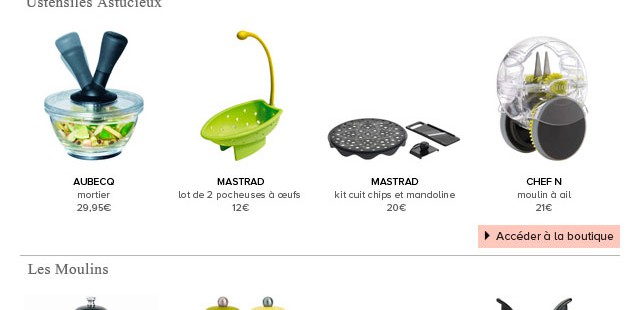 Ustensiles Astucieux
AUBECQ
mortier
29,95€
MASTRAD
lot de 2 pocheuses à œufs
12€
MASTRAD
kit cuit chips et mandoline
20€
CHEF N
moulin à ail
21€
Accéder à la boutique
Les Moulins